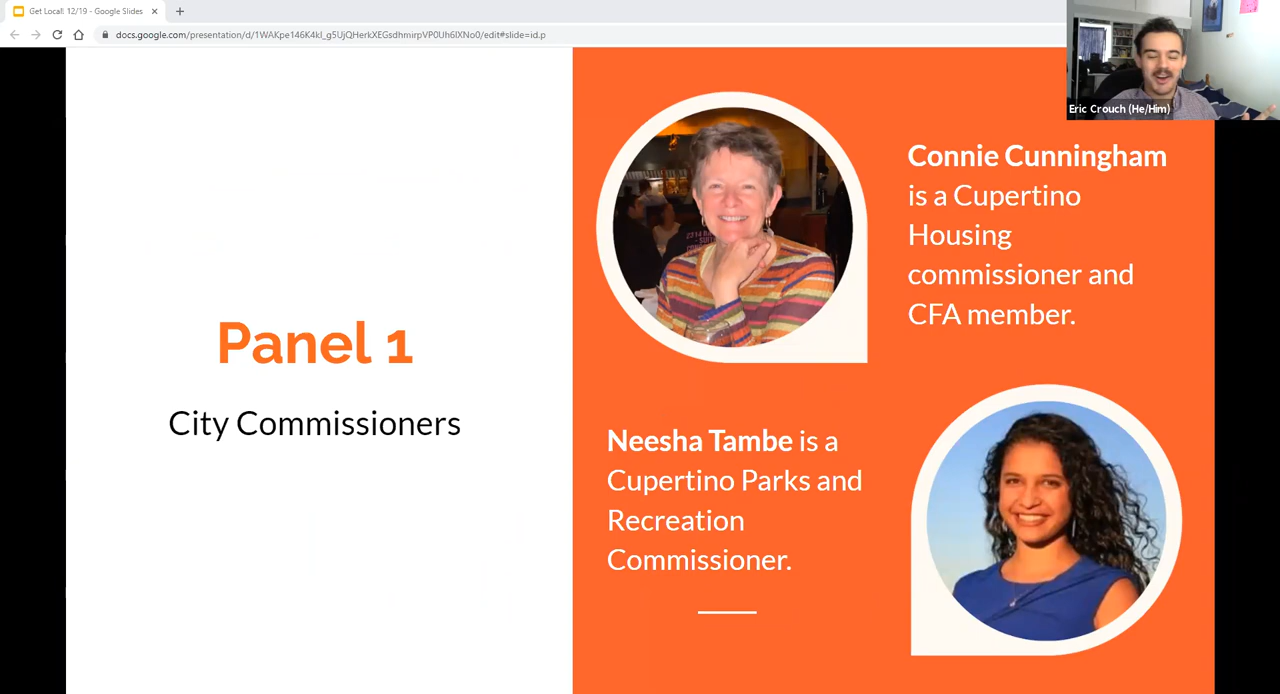 Get Local! 12/19 - Google Slides
docs.google.com/presentation/d/1WAKpe146K4kl_g5UjQHerkXEGsdhmirpVP0Uh6lXNo0/edit#slide=id.p
Eric Crouch (He/Him)
Panel 1
City Commissioners
Connie Cunningham
is a Cupertino
Housing
commissioner and
CFA member.
Neesha Tambe is a
Cupertino Parks and
Recreation
Commissioner.